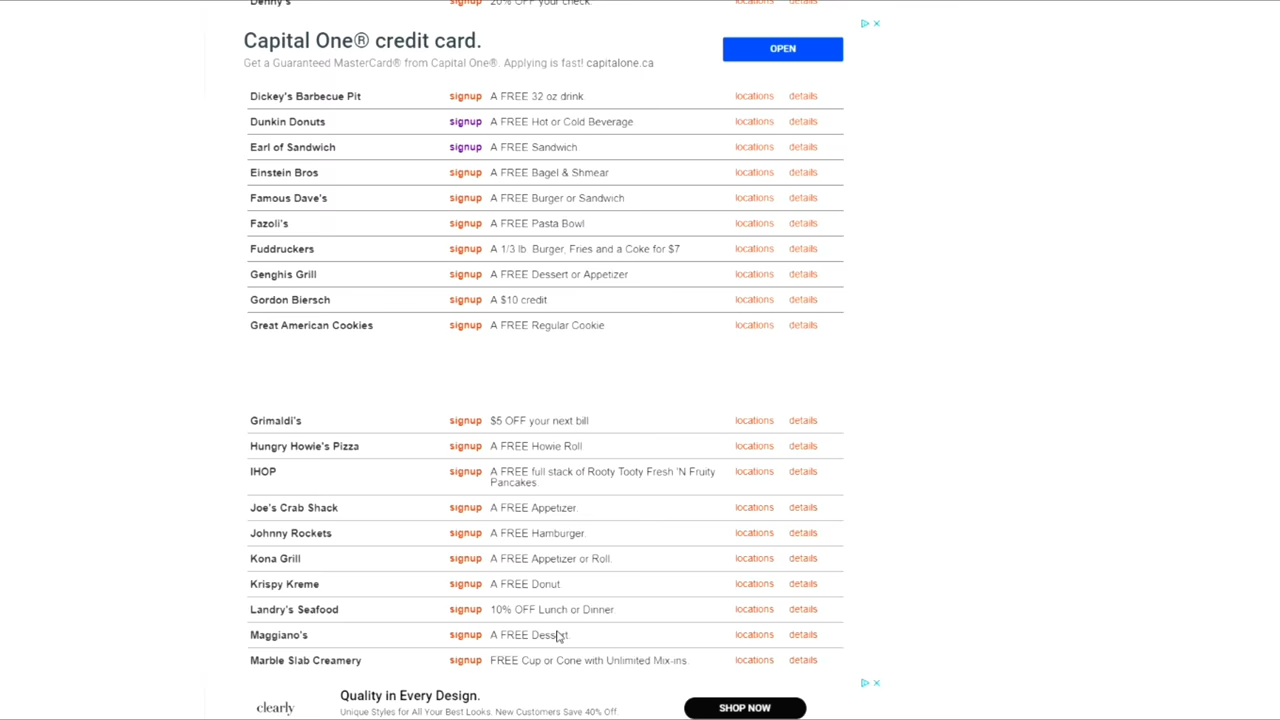 Denny's signup 20% OFF your check. locations details
Capital One® credit card.
OPEN
Get a Guaranteed MasterCard® from Capital One®. Applying is fast! capitalone.ca
Dickey's Barbecue Pit signup A FREE 32 oz drink. locations details
Dunkin Donuts signup A FREE Hot or Cold Beverage locations details
Earl of Sandwich signup A FREE Sandwich locations details
Einstein Bros signup A FREE Bagel & Shmear locations details
Famous Dave's signup A FREE Burger or Sandwich locations details
Fazoli's signup A FREE Pasta Bowl locations details
Fuddruckers signup A 1/3 lb. Burger, Fries and a Coke for $7 locations details
Genghis Grill signup A FREE Dessert or Appetizer locations details
Gordon Biersch signup A $10 credit locations details
Great American Cookies signup A FREE Regular Cookie locations details
Grimaldi's signup $5 OFF your next bill locations details
Hungry Howie's Pizza signup A FREE Howie Roll locations details
IHOP signup A FREE full stack of Rooty Tooty Fresh 'N Fruity locations details
Pancakes.
Joe's Crab Shack signup A FREE Appetizer. locations details
Johnny Rockets signup A FREE Hamburger. locations details
Kona Grill signup A FREE Appetizer or Roll. locations details
Krispy Kreme signup A FREE Donut. locations details
Landry's Seafood signup 10% OFF Lunch or Dinner. locations details
Maggiano's signup A FREE Dessert. locations details
Marble Slab Creamery signup FREE Cup or Cone with Unlimited Mix-ins. locations details
Quality in Every Design.
clearly
SHOP NOW
Unique Styles for All Your Best Looks. New Customers Save 40% Off.